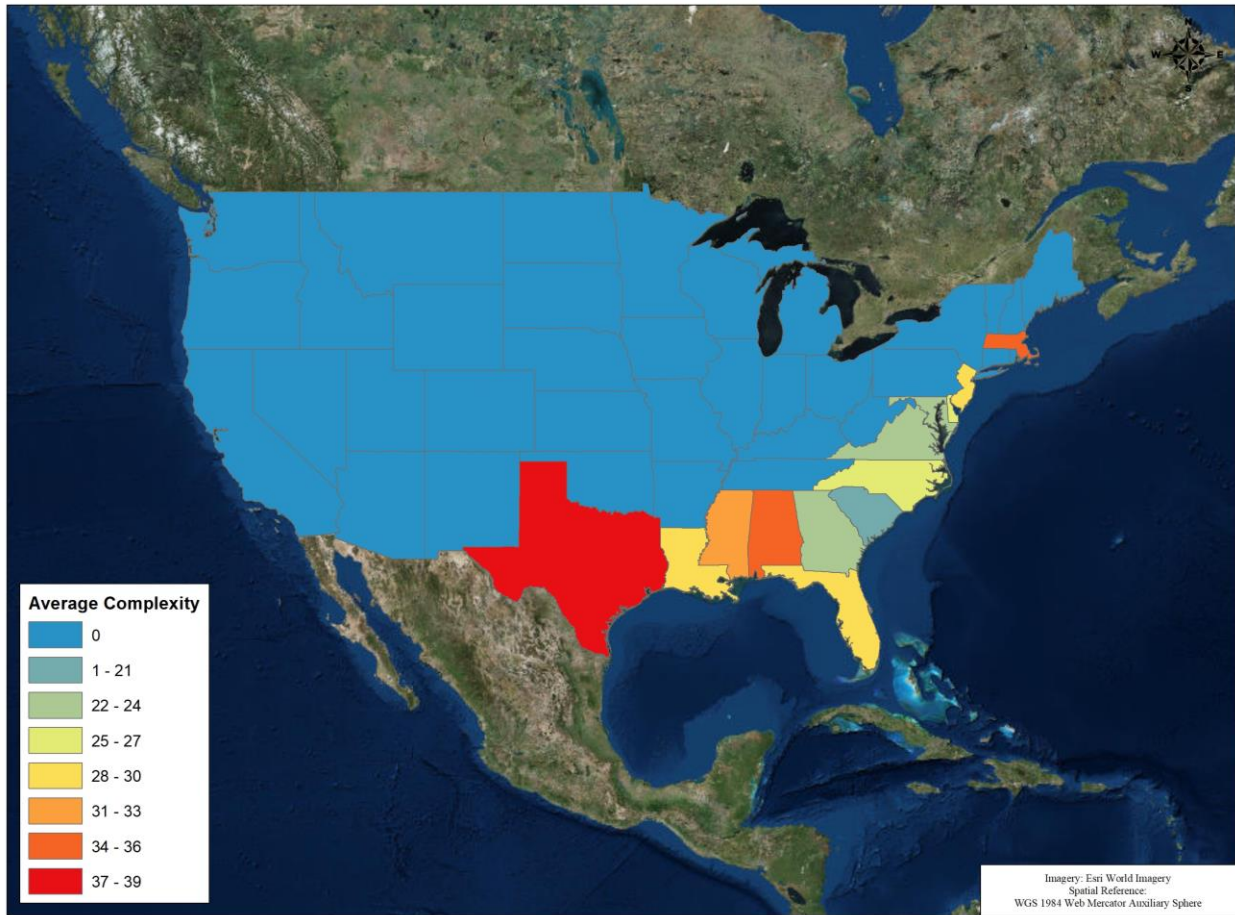 N
W E
S
Average Complexity
0
1 - 21
22 - 24
25 - 27
28 - 30
31 - 33
34 - 36
37 - 39
Imagery: Esri World Imagery
Spatial Reference:
WGS 1984 Web Mercator Auxiliary Sphere